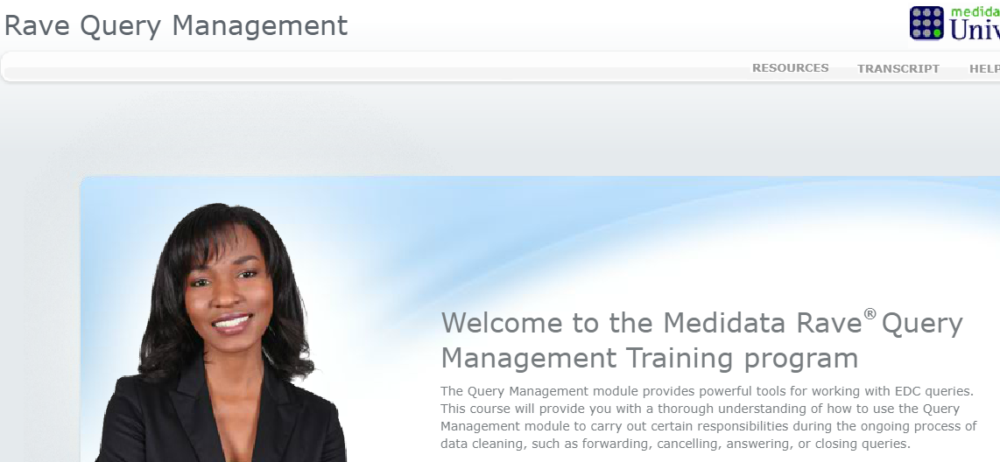 Rave Query Management
medida
Univ
RESOURCES TRANSCRIPT HELP
Welcome to the Medidata Rave® Query
Management Training program
The Query Management module provides powerful tools for working with EDC queries.
This course will provide you with a thorough understanding of how to use the Query
Management module to carry out certain responsibilities during the ongoing process of
data cleaning, such as forwarding, cancelling, answering, or closing queries.